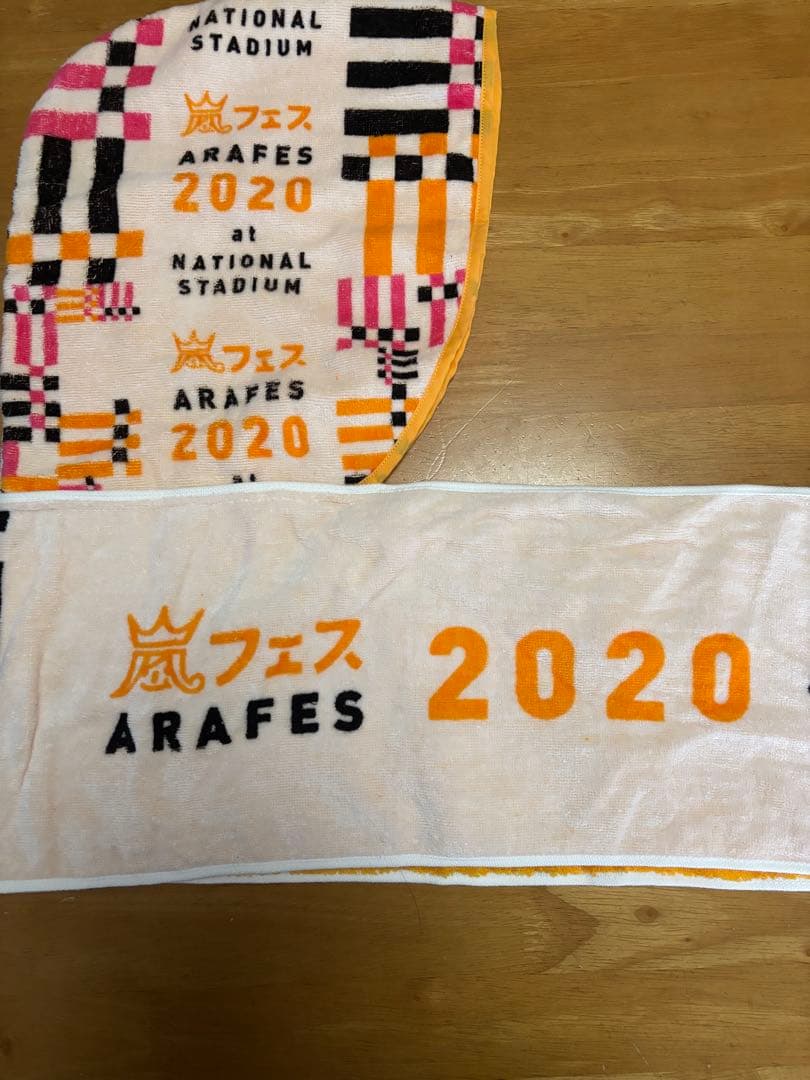 NATIONAL
STADIUM
嵐フェス
ARAFES
2020
at
NATIONAL
STADIUM
嵐フェス
ARAFES
2020
at
嵐フェス
ARAFES
2020